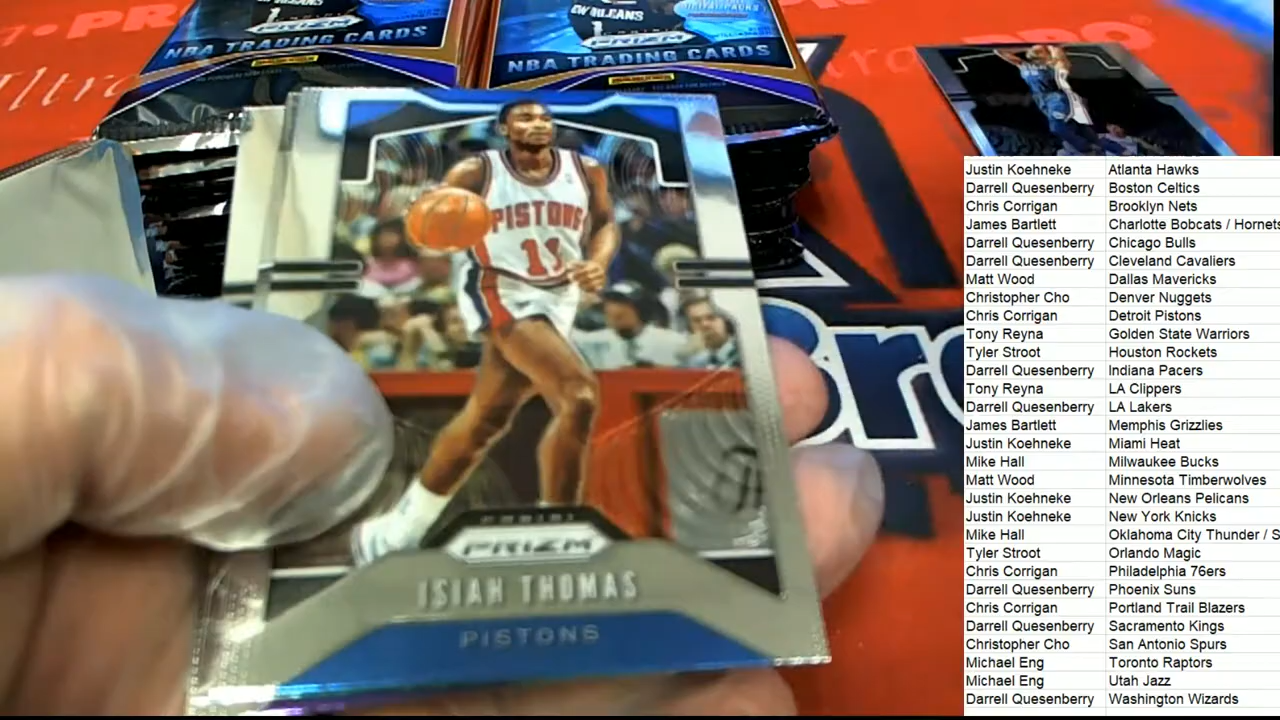 EW ORLEANS
PRIZM
NBA TRADING CARDS
PRIZM
NBA TRADING CARDS
PRO
PISTONS
11
PANINI
PRIZM
ISIAH THOMAS
PISTONS
Justin Koehneke Atlanta Hawks
Darrell Quesenberry Boston Celtics
Chris Corrigan Brooklyn Nets
James Bartlett Charlotte Bobcats / Hornets
Darrell Quesenberry Chicago Bulls
Darrell Quesenberry Cleveland Cavaliers
Matt Wood Dallas Mavericks
Christopher Cho Denver Nuggets
Chris Corrigan Detroit Pistons
Tony Reyna Golden State Warriors
Tyler Stroot Houston Rockets
Darrell Quesenberry Indiana Pacers
Tony Reyna LA Clippers
Darrell Quesenberry LA Lakers
James Bartlett Memphis Grizzlies
Justin Koehneke Miami Heat
Mike Hall Milwaukee Bucks
Matt Wood Minnesota Timberwolves
Justin Koehneke New Orleans Pelicans
Justin Koehneke New York Knicks
Mike Hall Oklahoma City Thunder / S
Tyler Stroot Orlando Magic
Chris Corrigan Philadelphia 76ers
Darrell Quesenberry Phoenix Suns
Chris Corrigan Portland Trail Blazers
Darrell Quesenberry Sacramento Kings
Christopher Cho San Antonio Spurs
Michael Eng Toronto Raptors
Michael Eng Utah Jazz
Darrell Quesenberry Washington Wizards